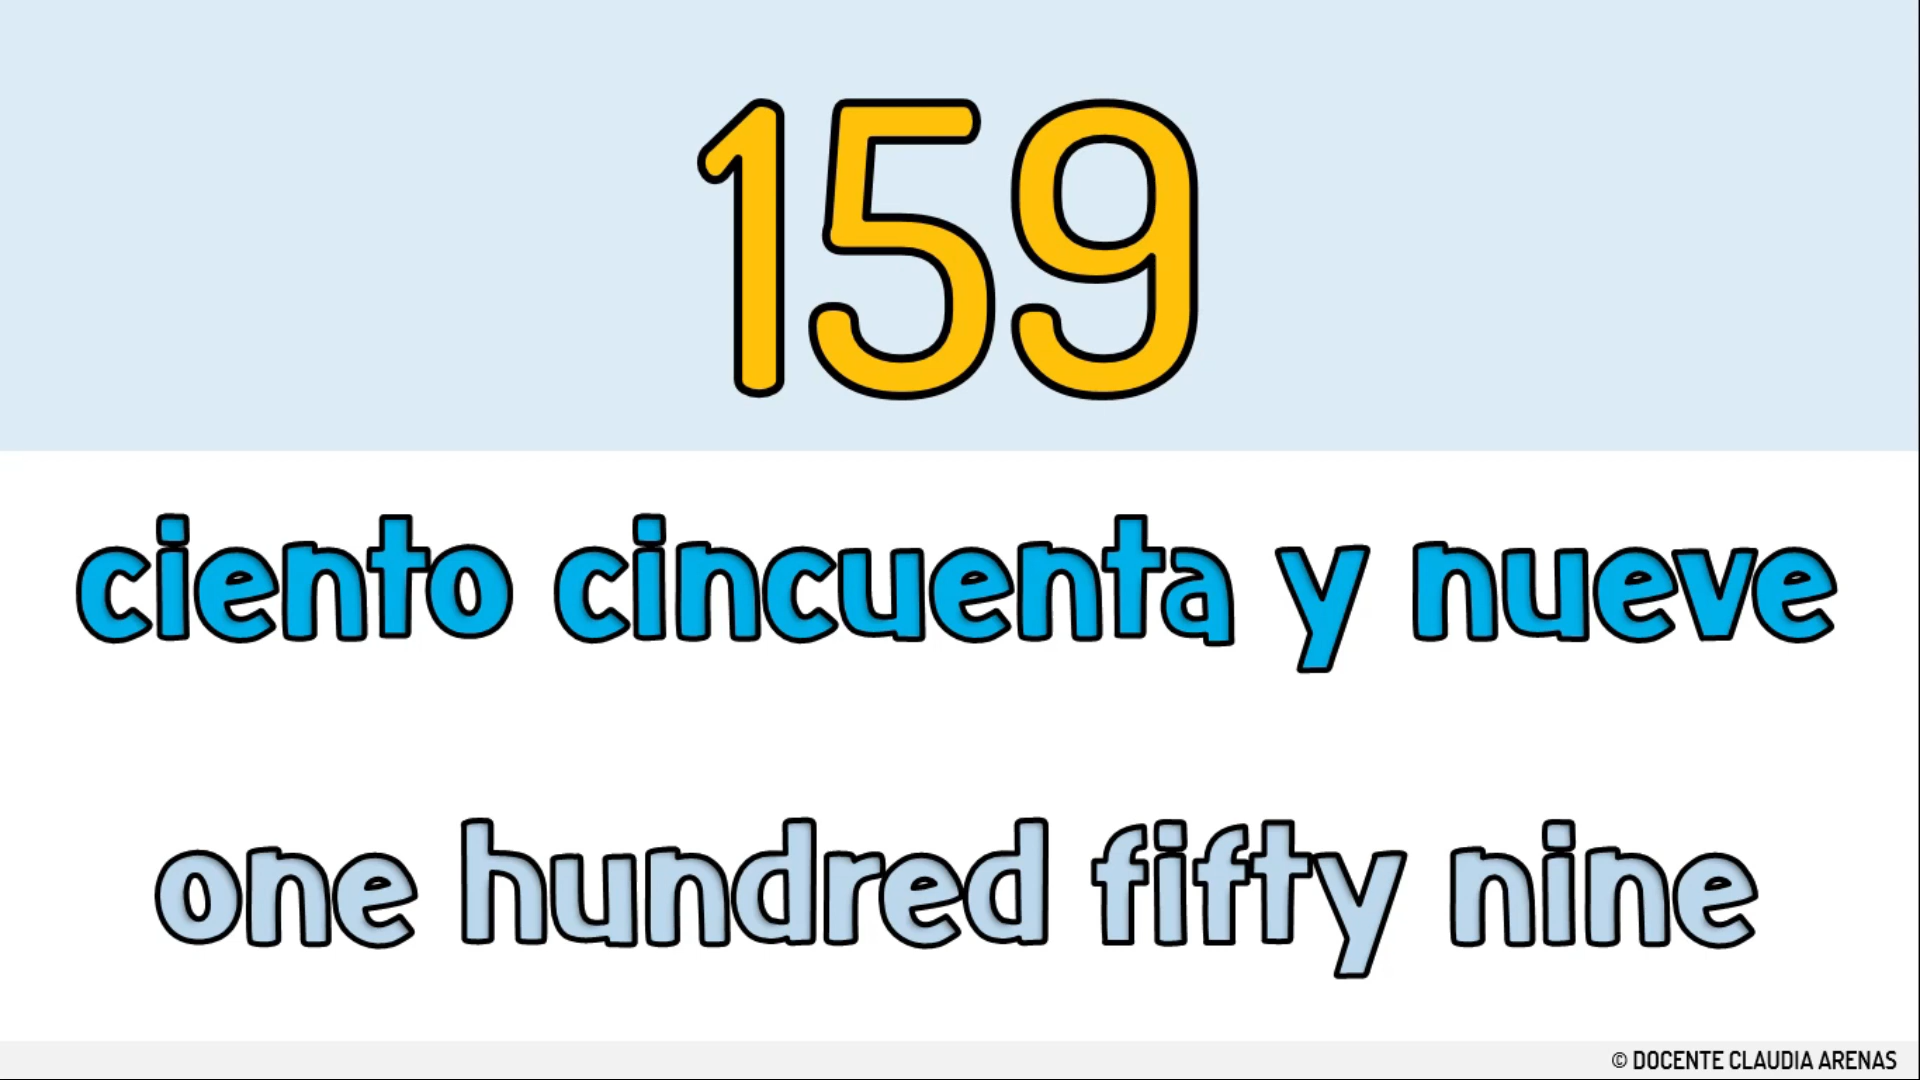 159
ciento cincuenta y nueve
one hundred fifty nine
© DOCENTE CLAUDIA ARENAS